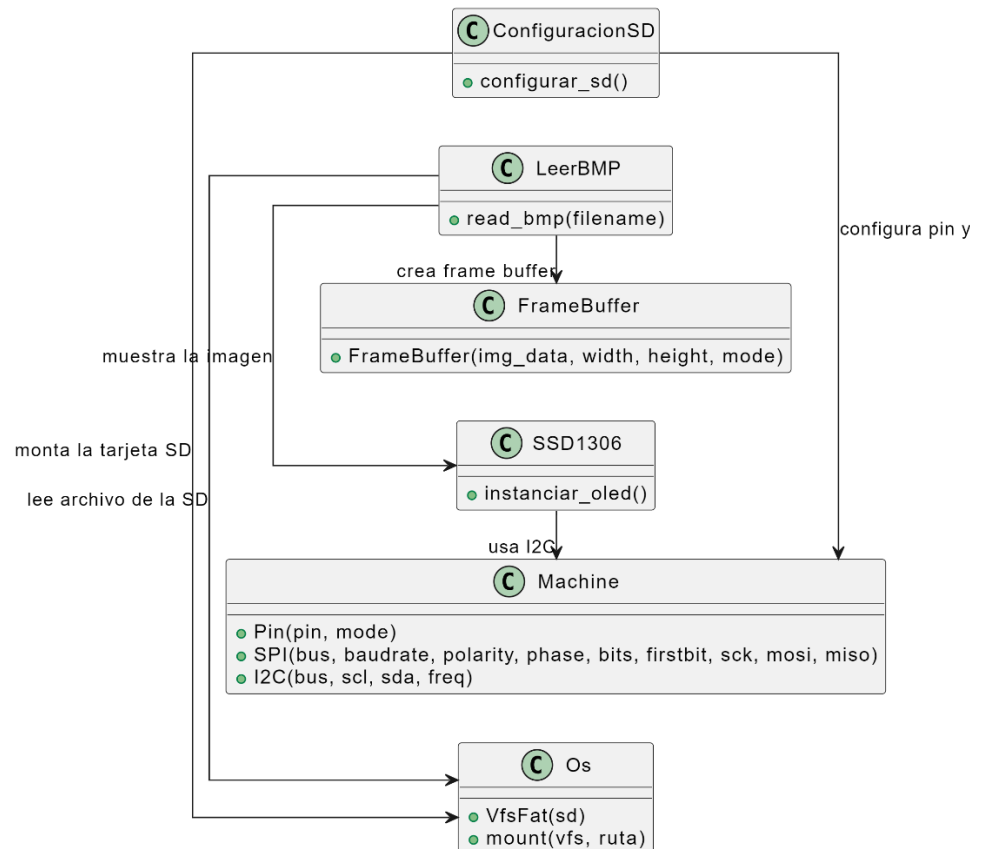 C ConfiguracionSD
configurar_sd()
C LeerBMP
read_bmp(filename)
configura pin y
crea frame buffer
C FrameBuffer
FrameBuffer(img_data, width, height, mode)
muestra la imagen
C SSD1306
monta la tarjeta SD
instanciar_oled()
lee archivo de la SD
usa I2C
C Machine
Pin(pin, mode)
SPI(bus, baudrate, polarity, phase, bits, firstbit, sck, mosi, miso)
I2C(bus, scl, sda, freq)
C Os
VfsFat(sd)
mount(vfs, ruta)